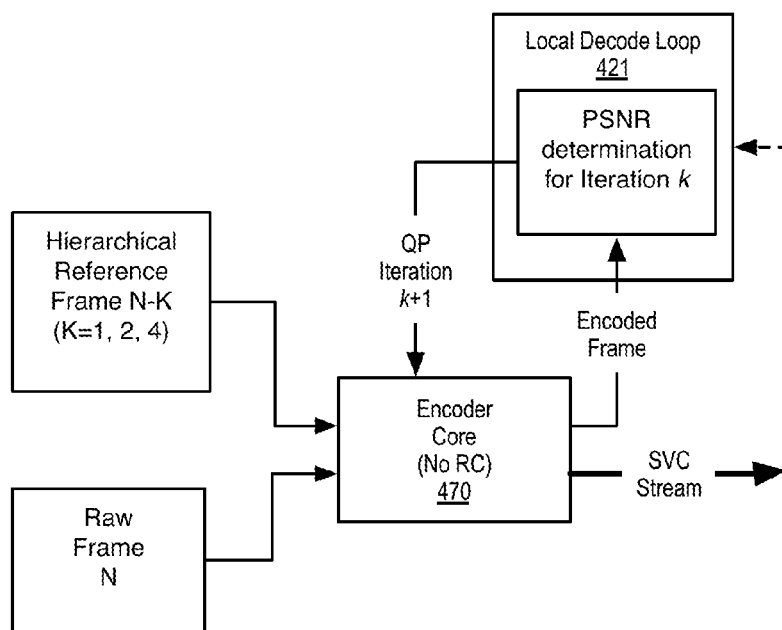 Local Decode Loop
421
PSNR
determination
for Iteration k
Hierarchical
Reference
Frame N-K
(K=1, 2, 4)
QP
Iteration
k+1
Encoded
Frame
Encoder
Core
(No RC)
470
SVC
Stream
Raw
Frame
N